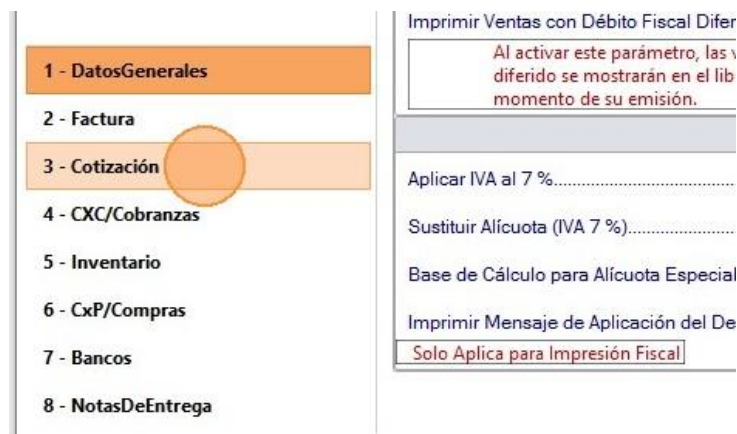 1 - DatosGenerales
2 - Factura
3 - Cotización
4 - CXC/Cobranzas
5 - Inventario
6 - CxP/Compras
7 - Bancos
8 - NotasDeEntrega
Imprimir Ventas con Débito Fiscal Difer
Al activar este parámetro, las v
diferido se mostrarán en el lib
momento de su emisión.
Aplicar IVA al 7 %...............................
Sustituir Alícuota (IVA 7 %)..................
Base de Cálculo para Alícuota Especial
Imprimir Mensaje de Aplicación del De
Solo Aplica para Impresión Fiscal